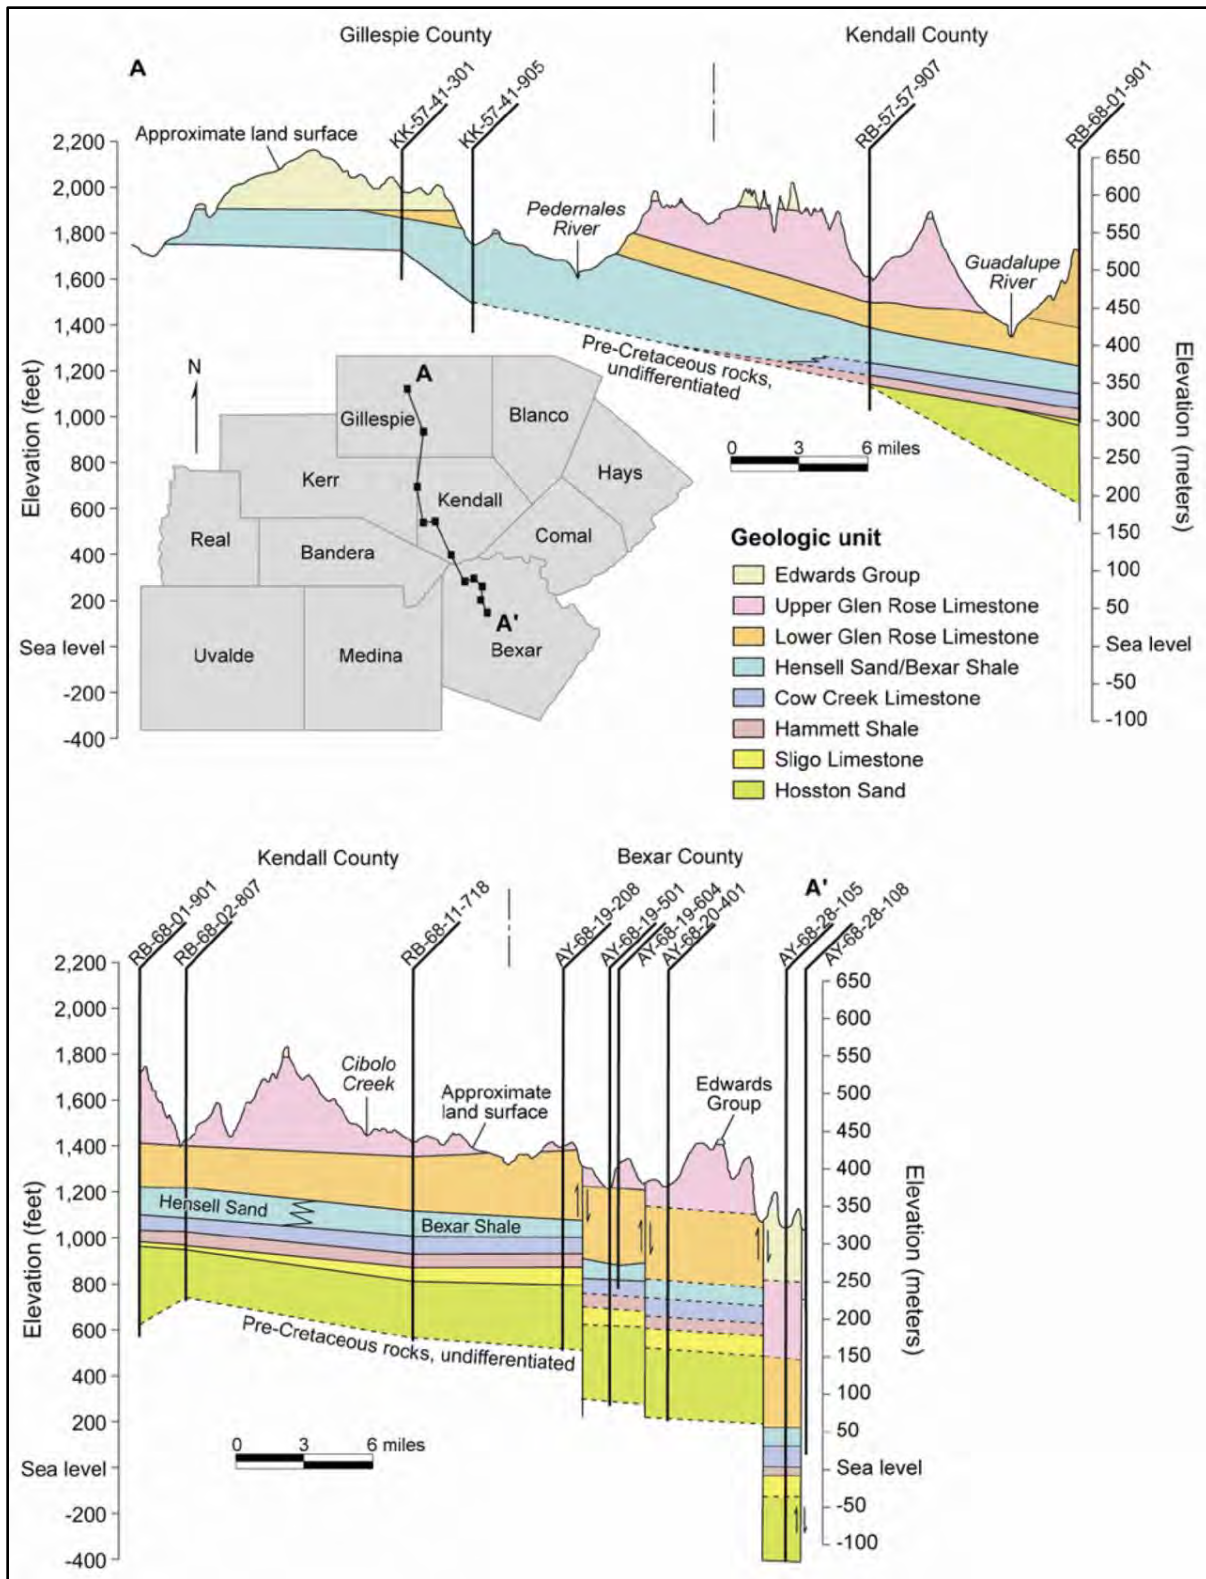 Gillespie County
Kendall County
A
KK-57-41-301
KK-57-41-905
RB-57-57-907
RB-68-01-901
Approximate land surface
Pedernales
River
Guadalupe
River
2,200
2,000
1,800
1,600
1,400
1,200
1,000
800
600
400
200
Sea level
-200
-400
Elevation (feet)
650
600
550
500
450
400
350
300
250
200
150
100
50
Sea level
-50
-100
Elevation (meters)
Pre-Cretaceous rocks,
undifferentiated
0 3 6 miles
N
A
Gillespie
Blanco
Hays
Kerr
Kendall
Comal
Real
Bandera
A'
Bexar
Uvalde
Medina
Geologic unit
Edwards Group
Upper Glen Rose Limestone
Lower Glen Rose Limestone
Hensell Sand/Bexar Shale
Cow Creek Limestone
Hammett Shale
Sligo Limestone
Hosston Sand
Kendall County
Bexar County
A'
RB-68-01-901
RB-68-02-807
RB-68-11-718
AY-68-19-208
AY-68-19-501
AY-68-19-604
AY-68-20-401
AY-68-28-105
AY-68-28-108
2,200
2,000
1,800
1,600
1,400
1,200
1,000
800
600
400
200
Sea level
-200
-400
Elevation (feet)
Cibolo
Creek
Approximate
land surface
Edwards
Group
Hensell Sand
Bexar Shale
Pre-Cretaceous rocks, undifferentiated
0 3 6 miles
650
600
550
500
450
400
350
300
250
200
150
100
50
Sea level
-50
-100
Elevation (meters)